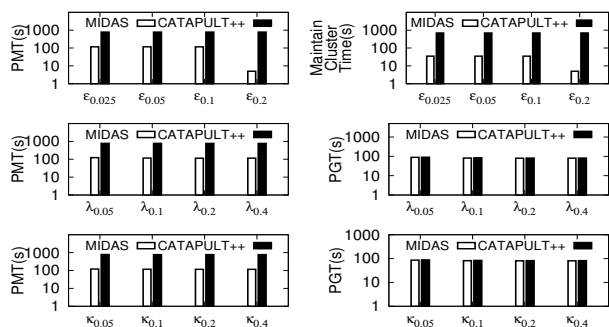 MIDAS CATAPULT++
PMT(s)
1000
100
10
1
ε0.025 ε0.05 ε0.1 ε0.2
MIDAS CATAPULT++
Maintain
Cluster
Time(s)
1000
100
10
1
ε0.025 ε0.05 ε0.1 ε0.2
MIDAS CATAPULT++
PMT(s)
1000
100
10
1
λ0.05 λ0.1 λ0.2 λ0.4
MIDAS CATAPULT++
PGT(s)
1000
100
10
1
λ0.05 λ0.1 λ0.2 λ0.4
MIDAS CATAPULT++
PMT(s)
1000
100
10
1
κ0.05 κ0.1 κ0.2 κ0.4
MIDAS CATAPULT++
PGT(s)
1000
100
10
1
κ0.05 κ0.1 κ0.2 κ0.4